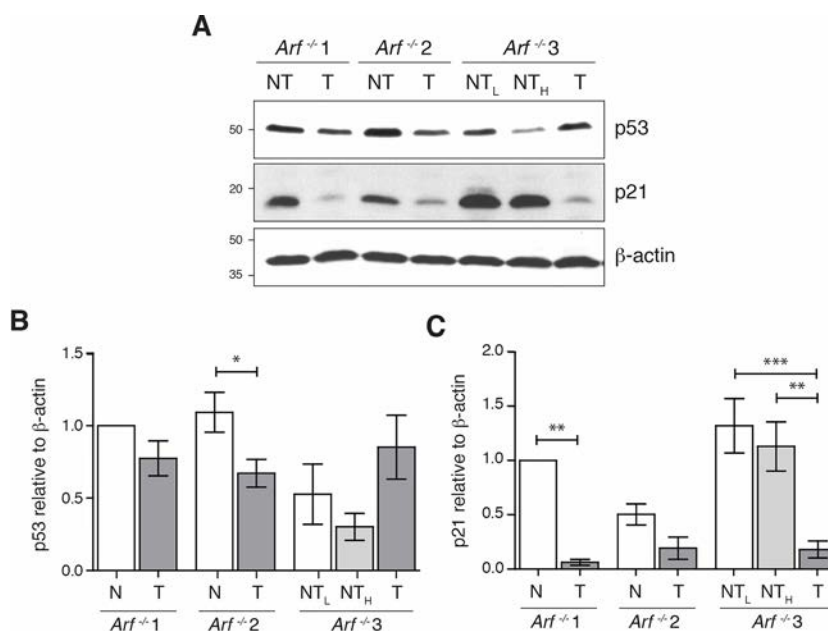 A
Arf -/- 1 Arf -/- 2 Arf -/- 3
NT T NT T NTL NTH T
50 p53
20 p21
50 β-actin
35
B
p53 relative to β-actin
1.5
1.0
0.5
0.0
*
N T N T NTL NTH T
Arf -/- 1 Arf -/- 2 Arf -/- 3
C
p21 relative to β-actin
2.0
1.5
1.0
0.5
0.0
***
**
**
N T N T NTL NTH T
Arf -/- 1 Arf -/- 2 Arf -/- 3